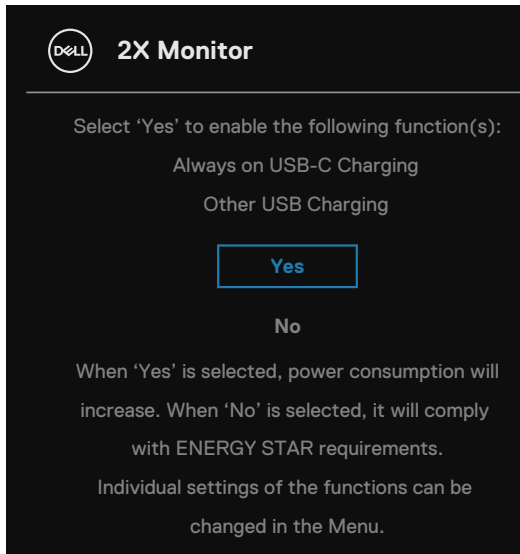 DELL
2X Monitor
Select ‘Yes’ to enable the following function(s):
Always on USB-C Charging
Other USB Charging
Yes
No
When ‘Yes’ is selected, power consumption will
increase. When ‘No’ is selected, it will comply
with ENERGY STAR requirements.
Individual settings of the functions can be
changed in the Menu.